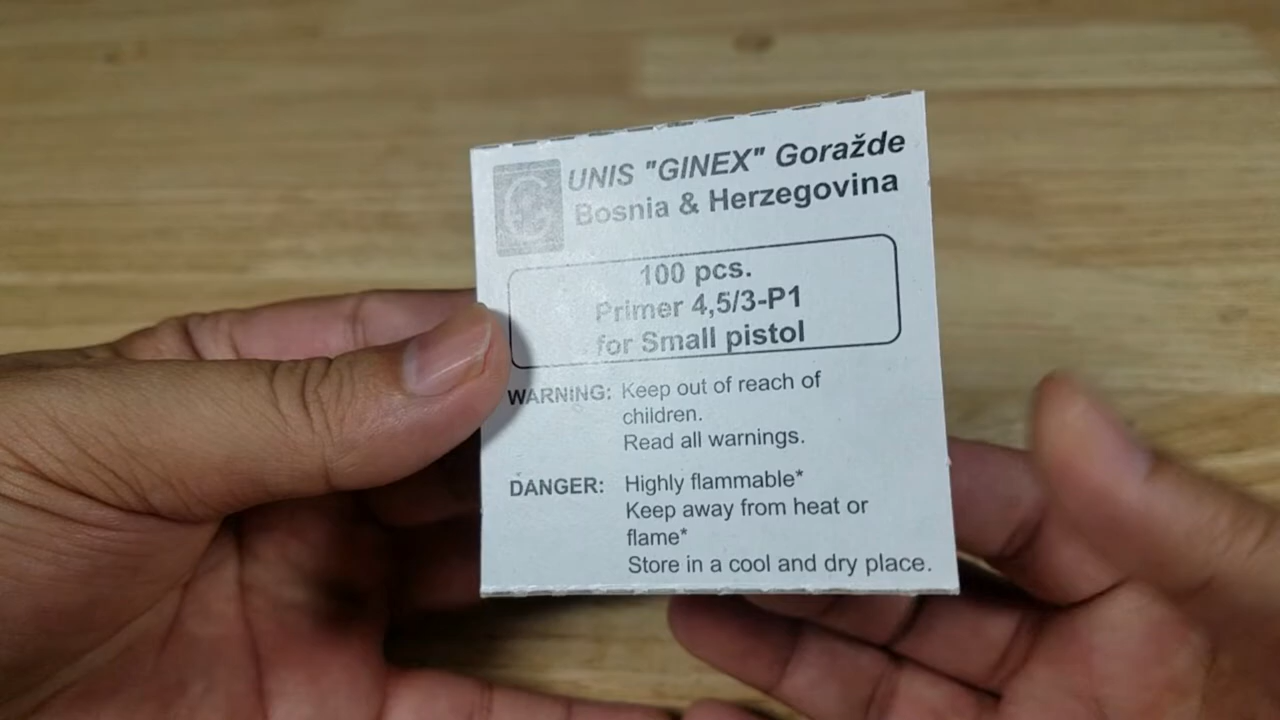 UNIS "GINEX" Goražde
Bosnia & Herzegovina
100 pcs.
Primer 4,5/3-P1
for Small pistol
WARNING: Keep out of reach of
children.
Read all warnings.
DANGER: Highly flammable*
Keep away from heat or
flame*
Store in a cool and dry place.